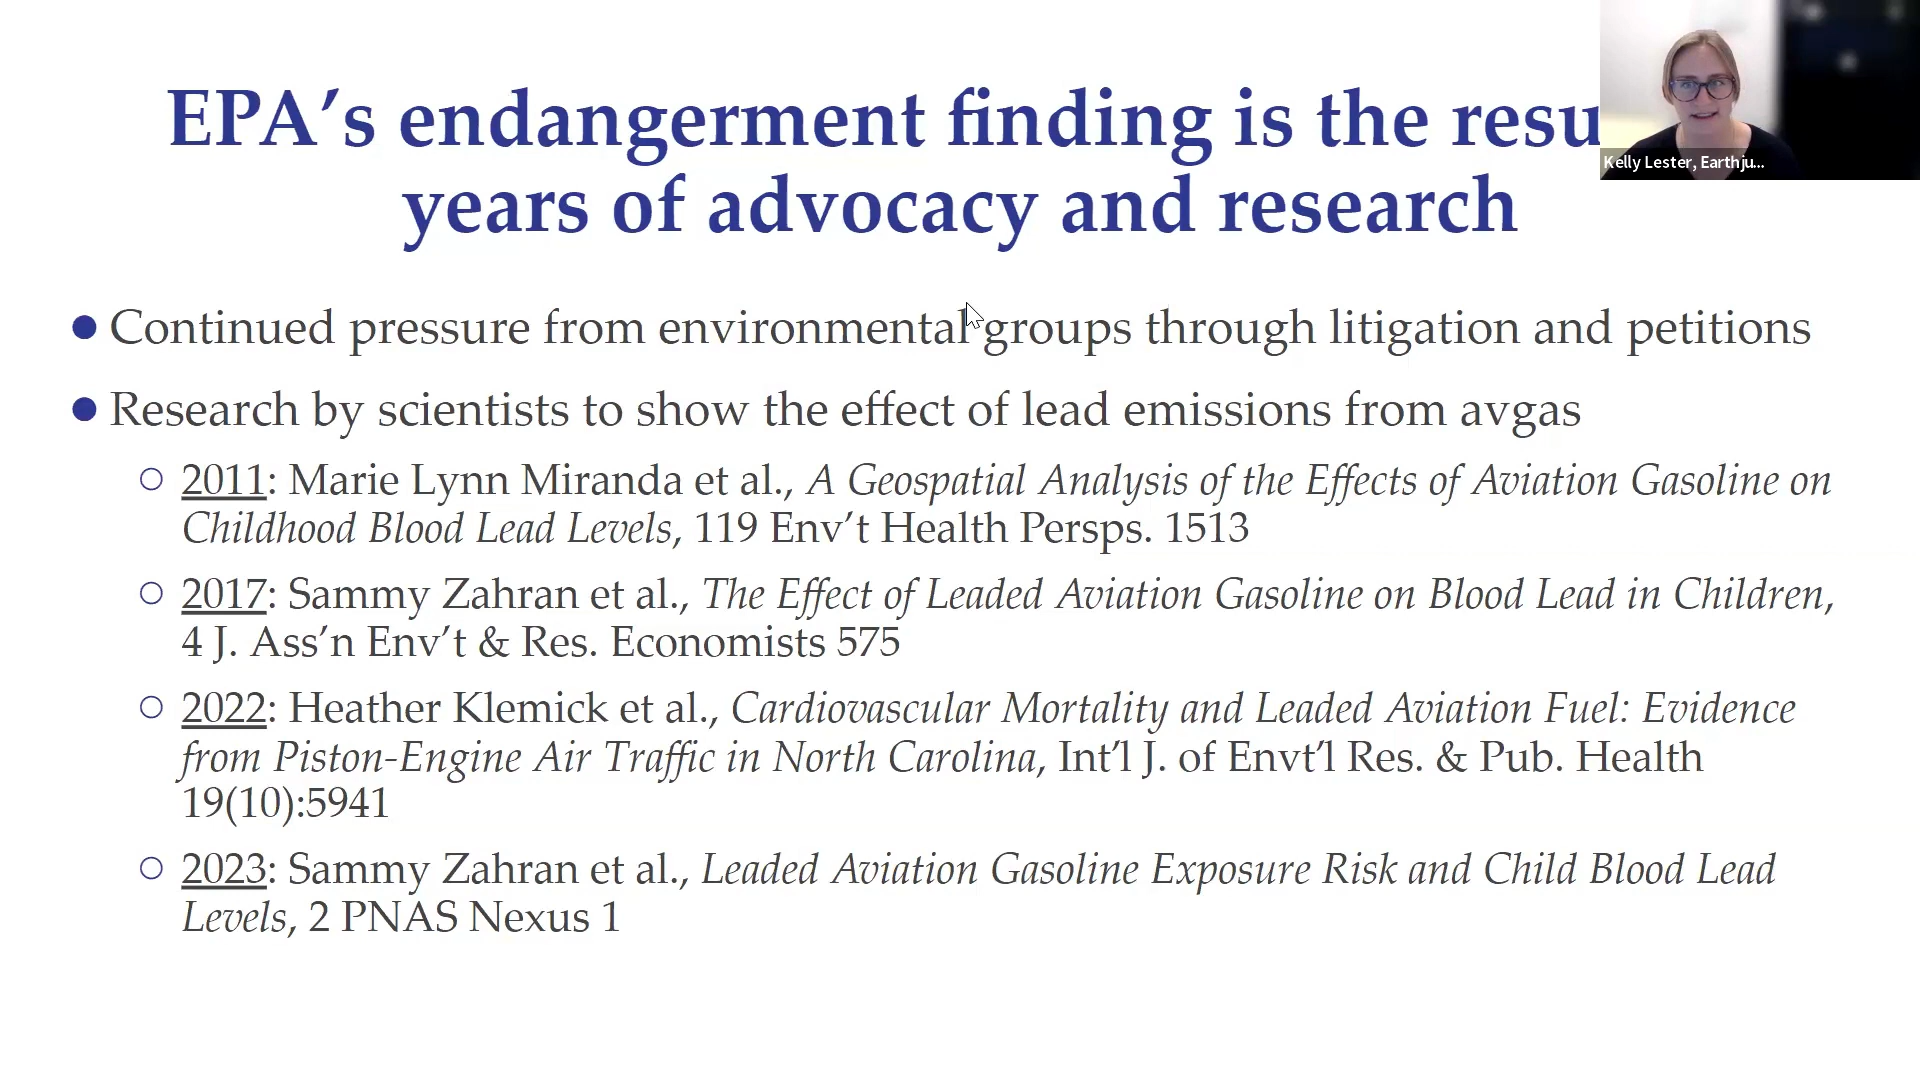 EPA’s endangerment finding is the resu
years of advocacy and research
Kelly Lester, Earthju...
● Continued pressure from environmental groups through litigation and petitions
● Research by scientists to show the effect of lead emissions from avgas
○ 2011: Marie Lynn Miranda et al., A Geospatial Analysis of the Effects of Aviation Gasoline on
Childhood Blood Lead Levels, 119 Env’t Health Persps. 1513
○ 2017: Sammy Zahran et al., The Effect of Leaded Aviation Gasoline on Blood Lead in Children,
4 J. Ass’n Env’t & Res. Economists 575
○ 2022: Heather Klemick et al., Cardiovascular Mortality and Leaded Aviation Fuel: Evidence
from Piston-Engine Air Traffic in North Carolina, Int’l J. of Envt’l Res. & Pub. Health
19(10):5941
○ 2023: Sammy Zahran et al., Leaded Aviation Gasoline Exposure Risk and Child Blood Lead
Levels, 2 PNAS Nexus 1